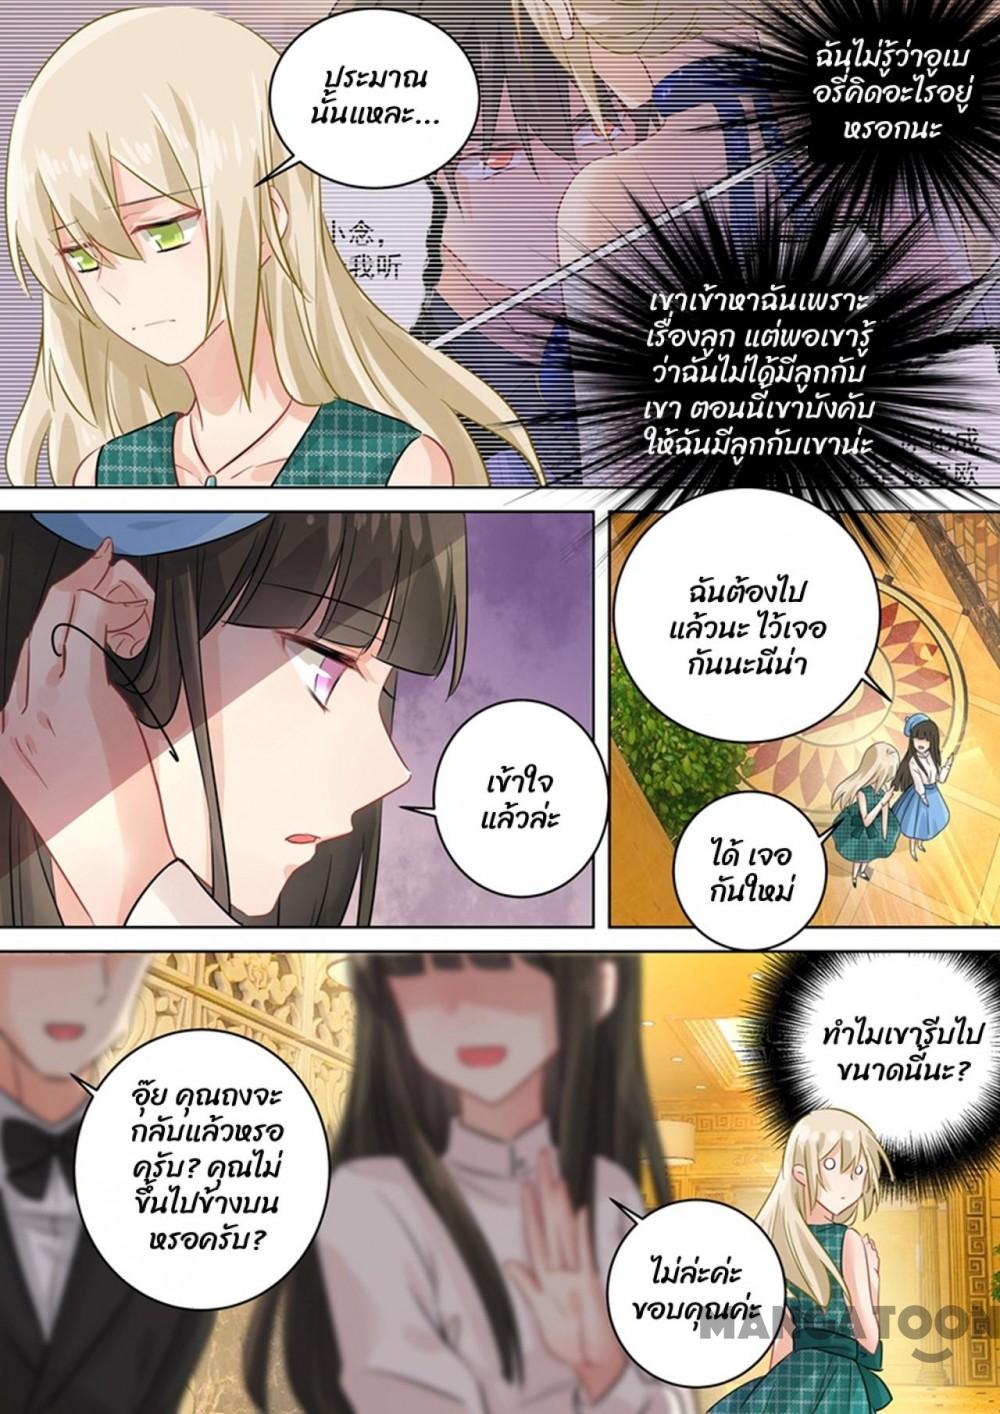 ประมาณ
นั้นแหละ...
ฉันไม่รู้ว่าอูเบ
อรี่คิดอะไรอยู่
หรอกนะ
小念,
我听
เขาเข้าหาฉันเพราะ
เรื่องลูก แต่พอเขารู้
ว่าฉันไม่ได้มีลูกกับ
เขา ตอนนี้เขาบังคับ
ให้ฉันมีลูกกับเขาน่ะ
เข้าใจ
แล้วล่ะ
ฉันต้องไป
แล้วนะ ไว้เจอ
กันนะนีน่า
ได้ เจอ
กันใหม่
ทำไมเขารีบไป
ขนาดนี้นะ?
อุ๊ย คุณถงจะ
กลับแล้วหรอ
ครับ? คุณไม่
ขึ้นไปข้างบน
หรอครับ?
ไม่ล่ะค่ะ
ขอบคุณค่ะ
MANGATOON